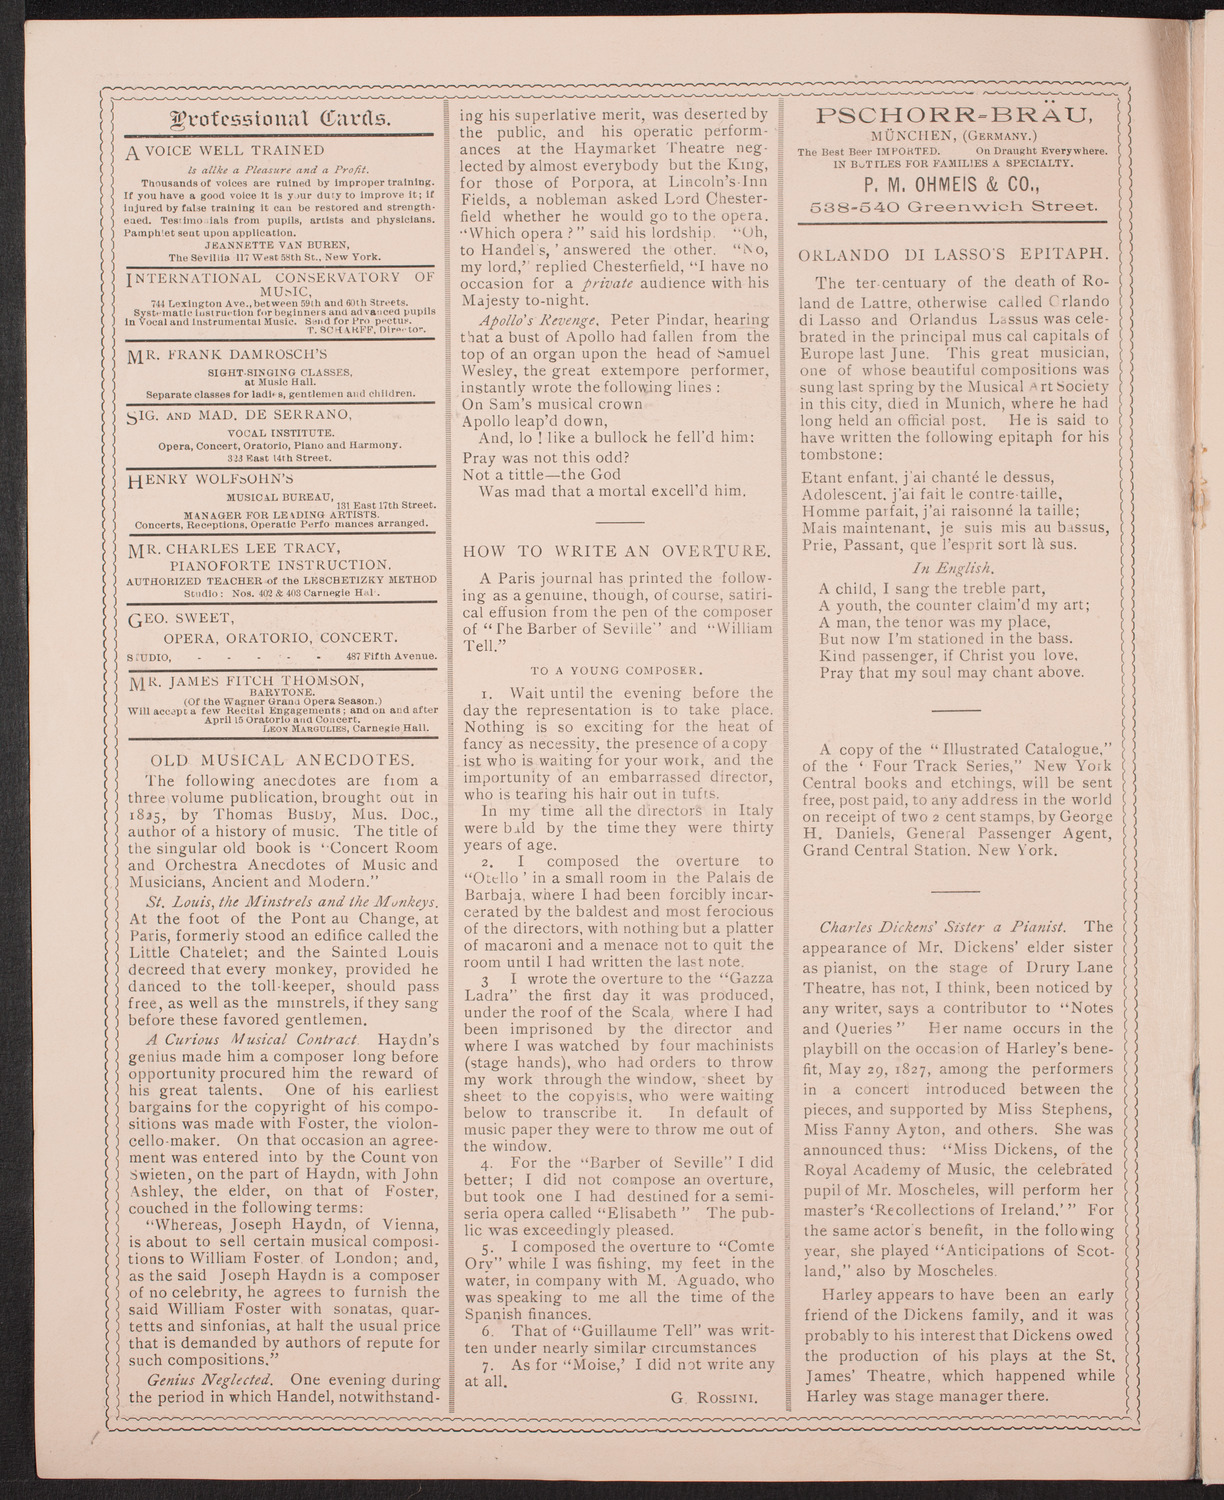 Professional Cards.
A VOICE WELL TRAINED
is alike a Pleasure and a Profit.
Thousands of voices are ruined by improper training.
If you have a good voice it is your duty to improve it; if
injured by false training it can be restored and strength-
ened. Testimonials from pupils, artists and physicians.
Pamphlet sent upon application.
JEANNETTE VAN BUREN,
The Sevillia 117 West 58th St., New York.
INTERNATIONAL CONSERVATORY OF
MUSIC,
744 Lexington Ave., between 59th and 60th Streets.
Systematic instruction for beginners and advanced pupils
in Vocal and Instrumental Music. Send for Prospectus.
T. SCHARFF, Director.
MR. FRANK DAMROSCH'S
SIGHT-SINGING CLASSES,
at Music Hall.
Separate classes for ladies, gentlemen and children.
SIG. AND MAD. DE SERRANO,
VOCAL INSTITUTE.
Opera, Concert, Oratorio, Piano and Harmony.
323 East 14th Street.
HENRY WOLFSOHN'S
MUSICAL BUREAU,
131 East 17th Street.
MANAGER FOR LEADING ARTISTS.
Concerts, Receptions, Operatic Performances arranged.
MR. CHARLES LEE TRACY,
PIANOFORTE INSTRUCTION.
AUTHORIZED TEACHER of the LESCHETIZKY METHOD
Studio: Nos. 402 & 403 Carnegie Hall.
GEO. SWEET,
OPERA, ORATORIO, CONCERT.
STUDIO, - - - - - 487 Fifth Avenue.
MR. JAMES FITCH THOMSON,
BARYTONE.
(Of the Wagner Grand Opera Season.)
Will accept a few Recital Engagements; and on and after
April 15 Oratorio and Concert.
LEON MARGULIES, Carnegie Hall.
OLD MUSICAL ANECDOTES.
The following anecdotes are from a
three volume publication, brought out in
1825, by Thomas Busby, Mus. Doc.,
author of a history of music. The title of
the singular old book is "Concert Room
and Orchestra Anecdotes of Music and
Musicians, Ancient and Modern."
St. Louis, the Minstrels and the Monkeys.
At the foot of the Pont au Change, at
Paris, formerly stood an edifice called the
Little Chatelet; and the Sainted Louis
decreed that every monkey, provided he
danced to the toll-keeper, should pass
free, as well as the minstrels, if they sang
before these favored gentlemen.
A Curious Musical Contract. Haydn's
genius made him a composer long before
opportunity procured him the reward of
his great talents. One of his earliest
bargains for the copyright of his compo-
sitions was made with Foster, the violon-
cello-maker. On that occasion an agree-
ment was entered into by the Count von
Swieten, on the part of Haydn, with John
Ashley, the elder, on that of Foster,
couched in the following terms:
"Whereas, Joseph Haydn, of Vienna,
is about to sell certain musical composi-
tions to William Foster of London; and,
as the said Joseph Haydn is a composer
of no celebrity, he agrees to furnish the
said William Foster with sonatas, quar-
tetts and sinfonias, at half the usual price
that is demanded by authors of repute for
such compositions."
Genius Neglected. One evening during
the period in which Handel, notwithstand-
ing his superlative merit, was deserted by
the public, and his operatic perform-
ances at the Haymarket Theatre neg-
lected by almost everybody but the King,
for those of Porpora, at Lincoln's-Inn
Fields, a nobleman asked Lord Chester-
field whether he would go to the opera.
"Which opera?" said his lordship. "Oh,
to Handel's,' answered the other. "No,
my lord," replied Chesterfield, "I have no
occasion for a private audience with his
Majesty to-night.
Apollo's Revenge. Peter Pindar, hearing
that a bust of Apollo had fallen from the
top of an organ upon the head of Samuel
Wesley, the great extempore performer,
instantly wrote the following lines:
On Sam's musical crown
Apollo leap'd down,
And, lo! like a bullock he fell'd him:
Pray was not this odd?
Not a tittle—the God
Was mad that a mortal excell'd him.
HOW TO WRITE AN OVERTURE.
A Paris journal has printed the follow-
ing as a genuine, though, of course, satiri-
cal effusion from the pen of the composer
of "The Barber of Seville" and "William
Tell."
TO A YOUNG COMPOSER.
1. Wait until the evening before the
day the representation is to take place.
Nothing is so exciting for the heat of
fancy as necessity, the presence of a copy
ist who is waiting for your work, and the
importunity of an embarrassed director,
who is tearing his hair out in tufts.
In my time all the directors in Italy
were bald by the time they were thirty
years of age.
2. I composed the overture to
"Otello' in a small room in the Palais de
Barbaja, where I had been forcibly incar-
cerated by the baldest and most ferocious
of the directors, with nothing but a platter
of macaroni and a menace not to quit the
room until I had written the last note.
3 I wrote the overture to the "Gazza
Ladra" the first day it was produced,
under the roof of the Scala, where I had
been imprisoned by the director and
where I was watched by four machinists
(stage hands), who had orders to throw
my work through the window, sheet by
sheet to the copyists, who were waiting
below to transcribe it. In default of
music paper they were to throw me out of
the window.
4. For the "Barber of Seville" I did
better; I did not compose an overture,
but took one I had destined for a semi-
seria opera called "Elisabeth" The pub-
lic was exceedingly pleased.
5. I composed the overture to "Comte
Ory" while I was fishing, my feet in the
water, in company with M. Aguado, who
was speaking to me all the time of the
Spanish finances.
6. That of "Guillaume Tell" was writ-
ten under nearly similar circumstances
7. As for "Moise,' I did not write any
at all.
G. ROSSINI.
PSCHORR-BRÄU,
MÜNCHEN, (GERMANY.)
The Best Beer IMPORTED. On Draught Everywhere.
IN BOTTLES FOR FAMILIES A SPECIALTY.
P. M. OHMEIS & CO.,
538-540 Greenwich Street.
ORLANDO DI LASSO'S EPITAPH.
The ter-centuary of the death of Ro-
land de Lattre, otherwise called Orlando
di Lasso and Orlandus Lassus was cele-
brated in the principal musical capitals of
Europe last June. This great musician,
one of whose beautiful compositions was
sung last spring by the Musical Art Society
in this city, died in Munich, where he had
long held an official post. He is said to
have written the following epitaph for his
tombstone:
Etant enfant, j'ai chanté le dessus,
Adolescent, j'ai fait le contre-taille,
Homme parfait, j'ai raisonné la taille;
Mais maintenant, je suis mis au bassus,
Prie, Passant, que l'esprit sort là sus.
In English.
A child, I sang the treble part,
A youth, the counter claim'd my art;
A man, the tenor was my place,
But now I'm stationed in the bass.
Kind passenger, if Christ you love,
Pray that my soul may chant above.
A copy of the "Illustrated Catalogue,"
of the ' Four Track Series," New York
Central books and etchings, will be sent
free, post paid, to any address in the world
on receipt of two 2 cent stamps, by George
H. Daniels, General Passenger Agent,
Grand Central Station, New York.
Charles Dickens' Sister a Pianist. The
appearance of Mr. Dickens' elder sister
as pianist, on the stage of Drury Lane
Theatre, has not, I think, been noticed by
any writer, says a contributor to "Notes
and Queries" Her name occurs in the
playbill on the occasion of Harley's bene-
fit, May 29, 1827, among the performers
in a concert introduced between the
pieces, and supported by Miss Stephens,
Miss Fanny Ayton, and others. She was
announced thus: "Miss Dickens, of the
Royal Academy of Music, the celebrated
pupil of Mr. Moscheles, will perform her
master's 'Recollections of Ireland.'" For
the same actor's benefit, in the following
year, she played "Anticipations of Scot-
land," also by Moscheles.
Harley appears to have been an early
friend of the Dickens family, and it was
probably to his interest that Dickens owed
the production of his plays at the St.
James' Theatre, which happened while
Harley was stage manager there.